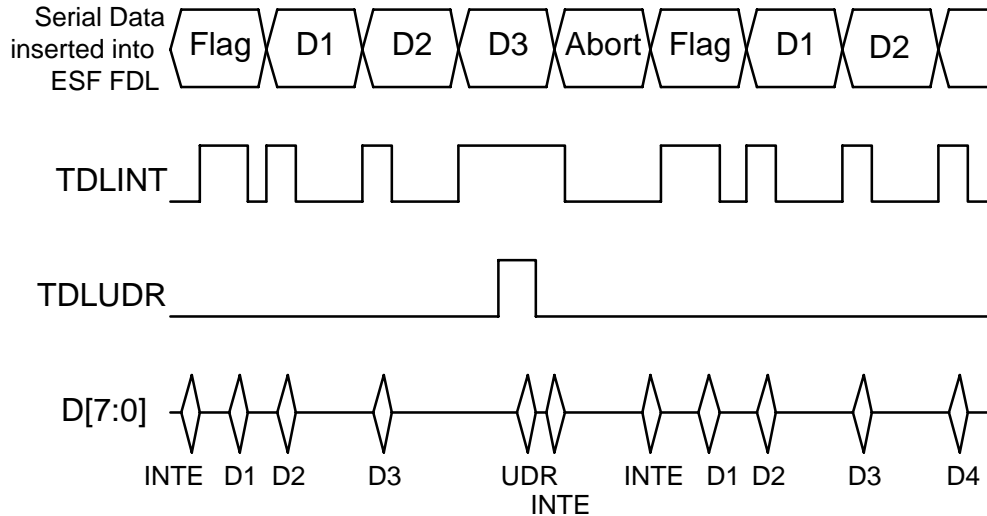 Serial Data
inserted into
ESF FDL
Flag D1 D2 D3 Abort Flag D1 D2
TDLINT
TDLUDR
D[7:0]
INTE D1 D2 D3 UDR INTE D1 D2 D3 D4
INTE